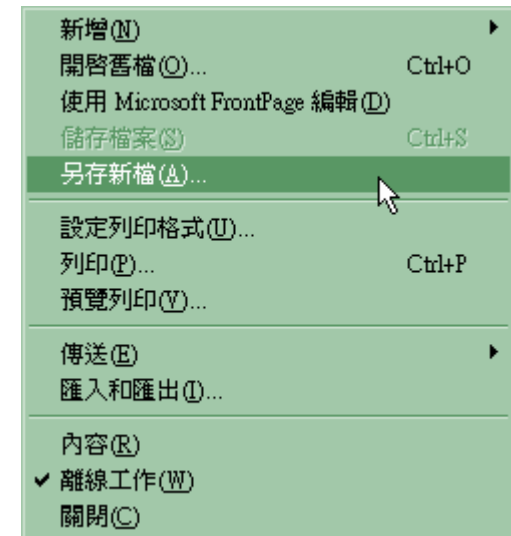 新增(N)
開啓舊檔(O)... Ctrl+O
使用 Microsoft FrontPage 編輯(D)
儲存檔案(S) Ctrl+S
另存新檔(A)...
設定列印格式(U)...
列印(P)... Ctrl+P
預覽列印(V)...
傳送(E)
匯入和匯出(I)...
內容(R)
離線工作(W)
關閉(C)